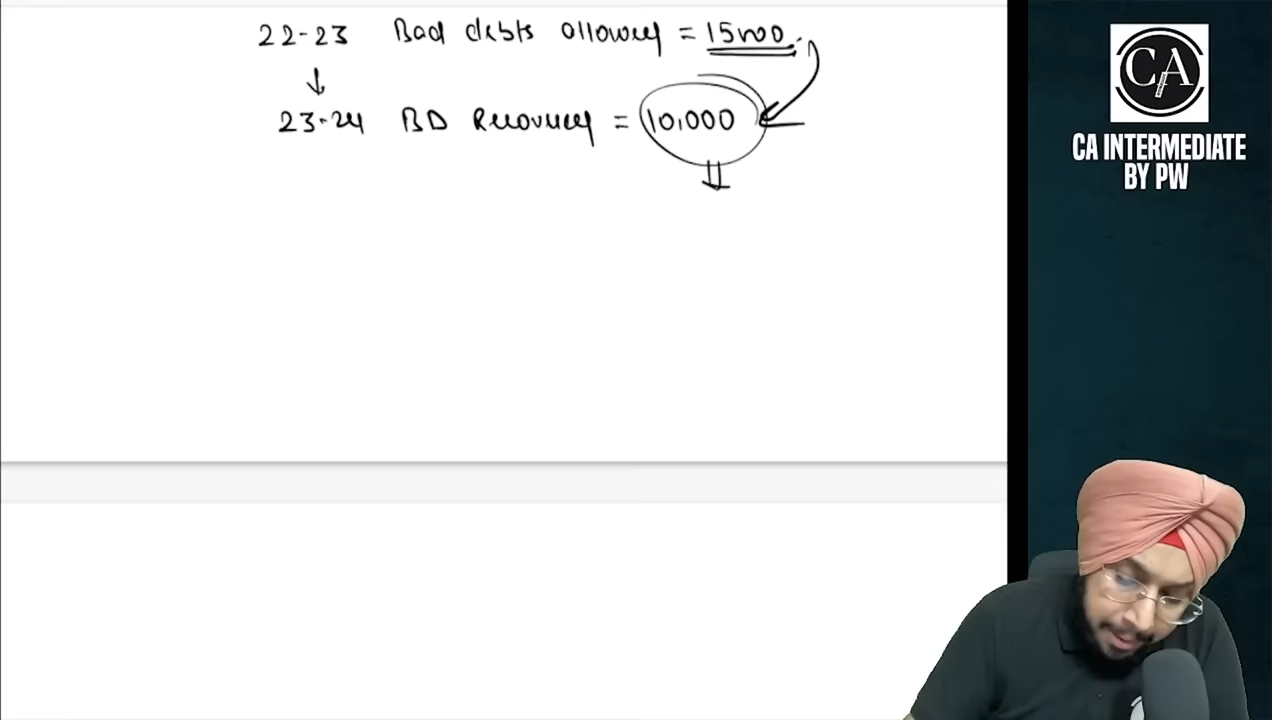 22-23 Bad debts allowed = 15000.
23-24 BD Recovery = 10,000
CA
CA INTERMEDIATE
BY PW